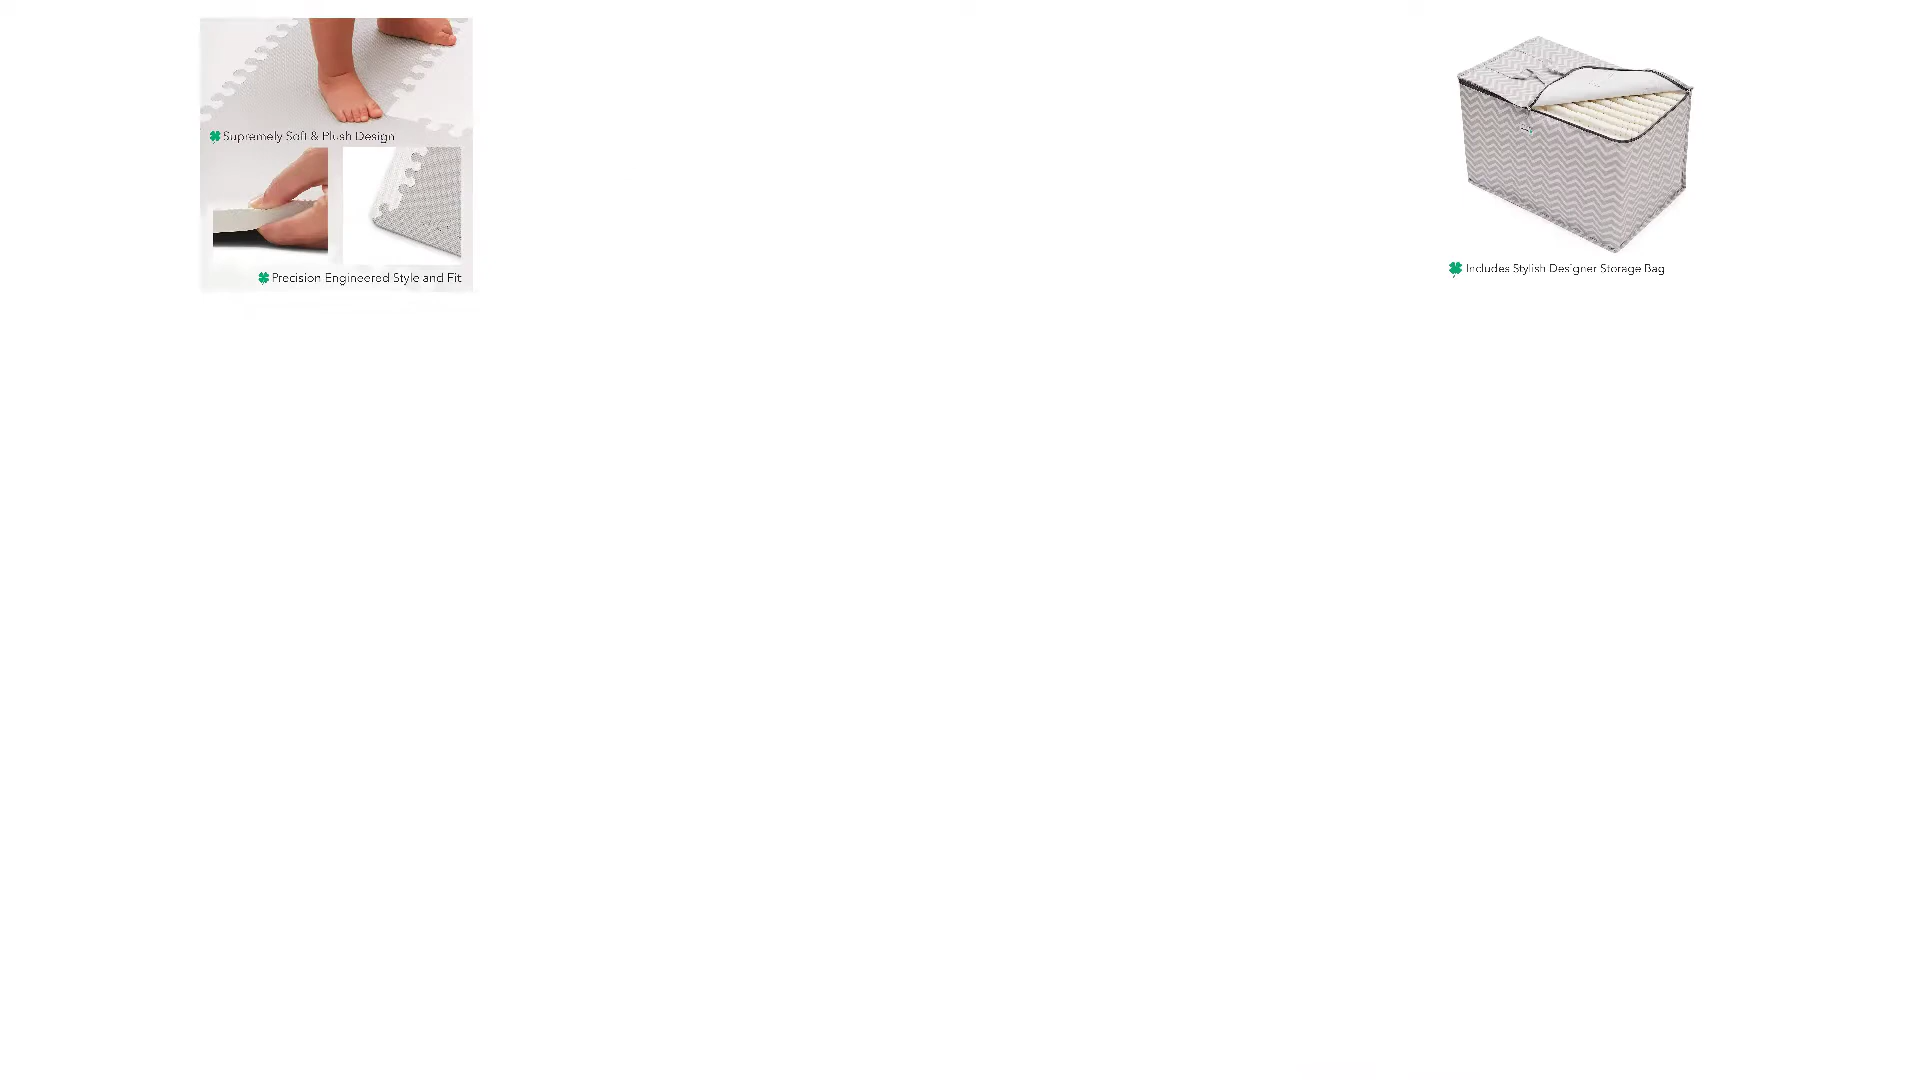 Supremely Soft & Plush Design
Precision Engineered Style and Fit
Includes Stylish Designer Storage Bag